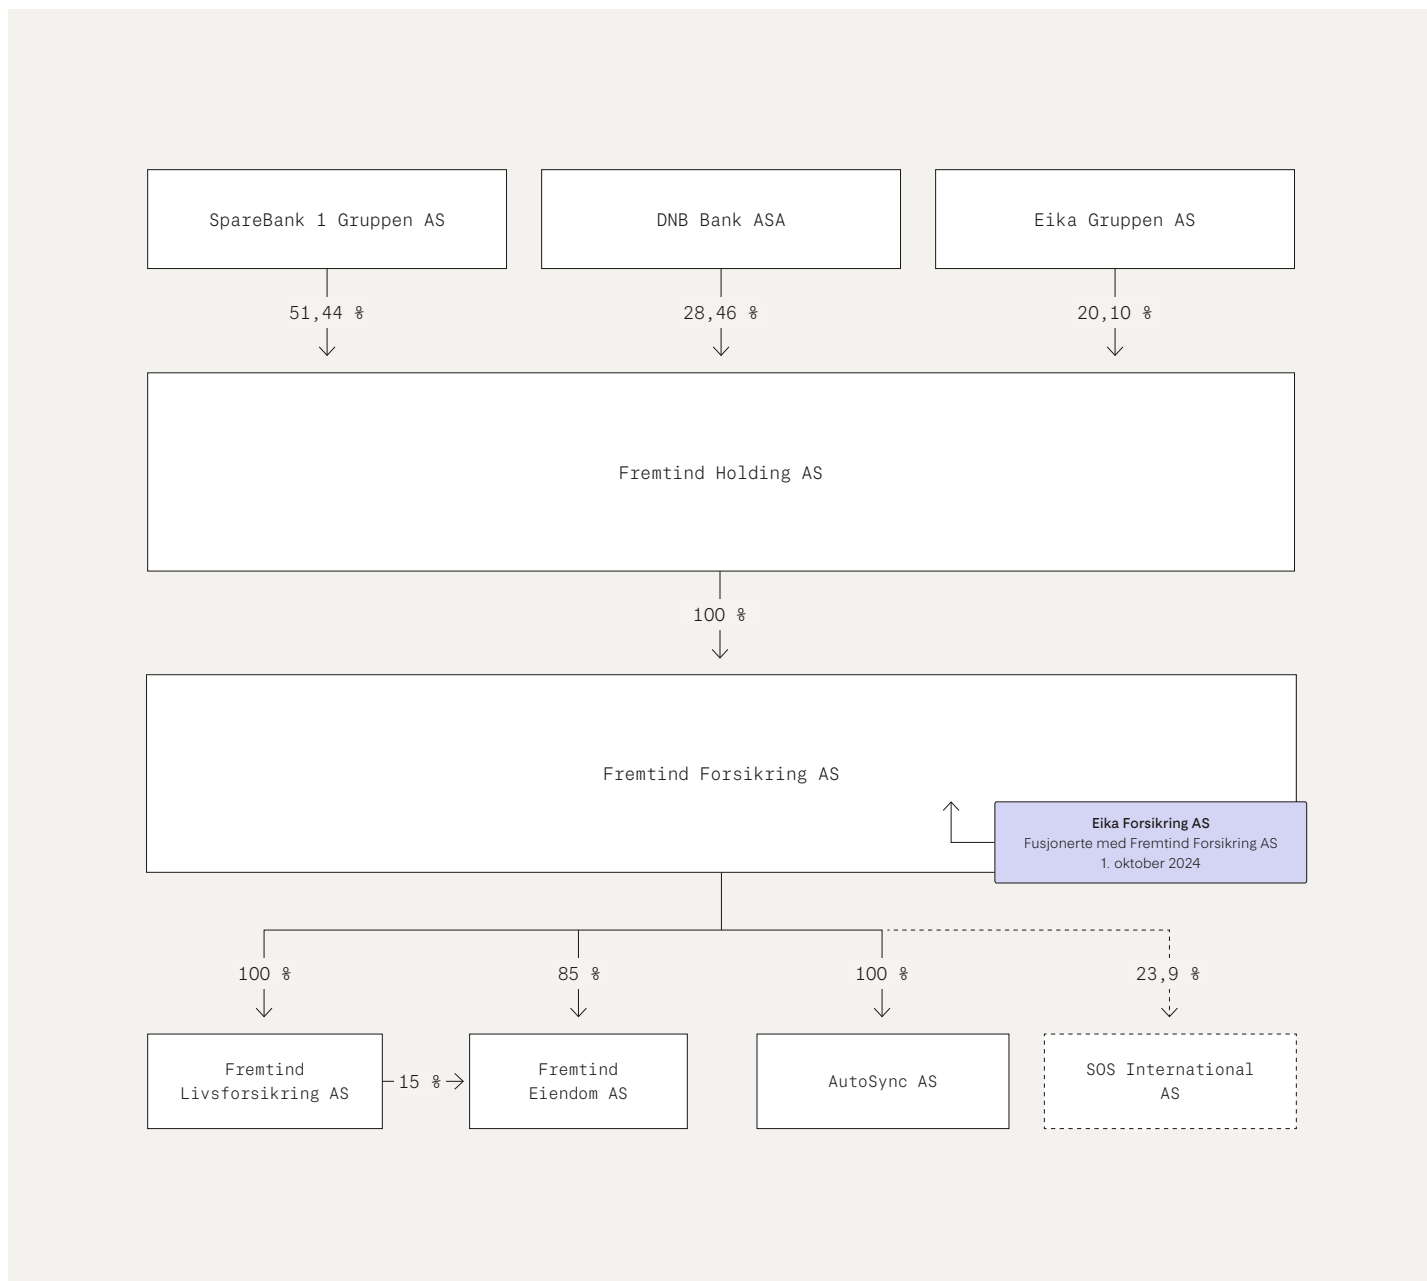 SpareBank 1 Gruppen AS
DNB Bank ASA
Eika Gruppen AS
51,44 %
28,46 %
20,10 %
Fremtind Holding AS
100 %
Fremtind Forsikring AS
Eika Forsikring AS
Fusjonerte med Fremtind Forsikring AS
1. oktober 2024
100 %
85 %
100 %
23,9 %
Fremtind
Livsforsikring AS
15 %
Fremtind
Eiendom AS
AutoSync AS
SOS International
AS